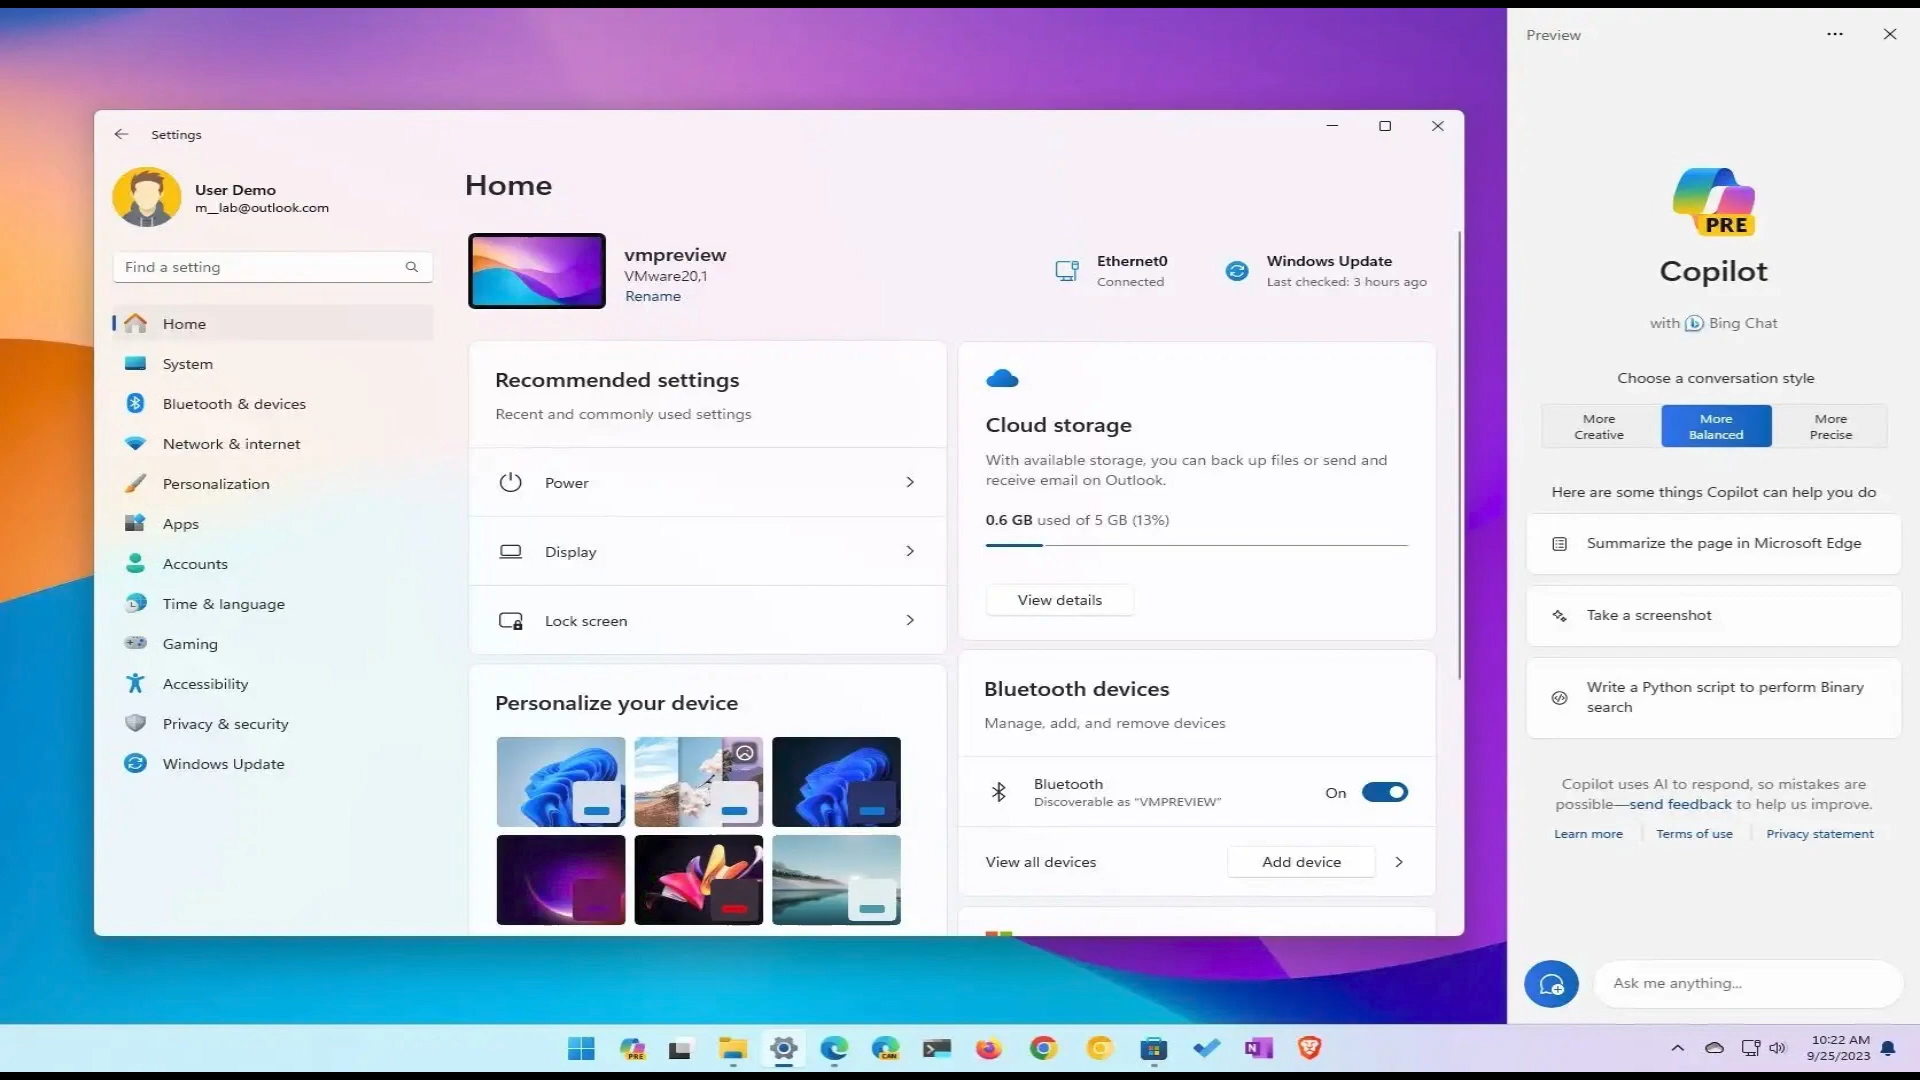 Preview
Settings
User Demo
m__lab@outlook.com
Find a setting
Home
System
Bluetooth & devices
Network & internet
Personalization
Apps
Accounts
Time & language
Gaming
Accessibility
Privacy & security
Windows Update
Home
vmpreview
VMware20,1
Rename
Ethernet0
Connected
Windows Update
Last checked: 3 hours ago
Recommended settings
Recent and commonly used settings
Power
Display
Lock screen
Personalize your device
Cloud storage
With available storage, you can back up files or send and
receive email on Outlook.
0.6 GB used of 5 GB (13%)
View details
Bluetooth devices
Manage, add, and remove devices
Bluetooth
Discoverable as “VMPREVIEW”
On
View all devices
Add device
PRE
Copilot
with Bing Chat
Choose a conversation style
More
Creative
More
Balanced
More
Precise
Here are some things Copilot can help you do
Summarize the page in Microsoft Edge
Take a screenshot
Write a Python script to perform Binary
search
Copilot uses AI to respond, so mistakes are
possible—send feedback to help us improve.
Learn more
Terms of use
Privacy statement
Ask me anything...
PRE
CAN
N
10:22 AM
9/25/2023